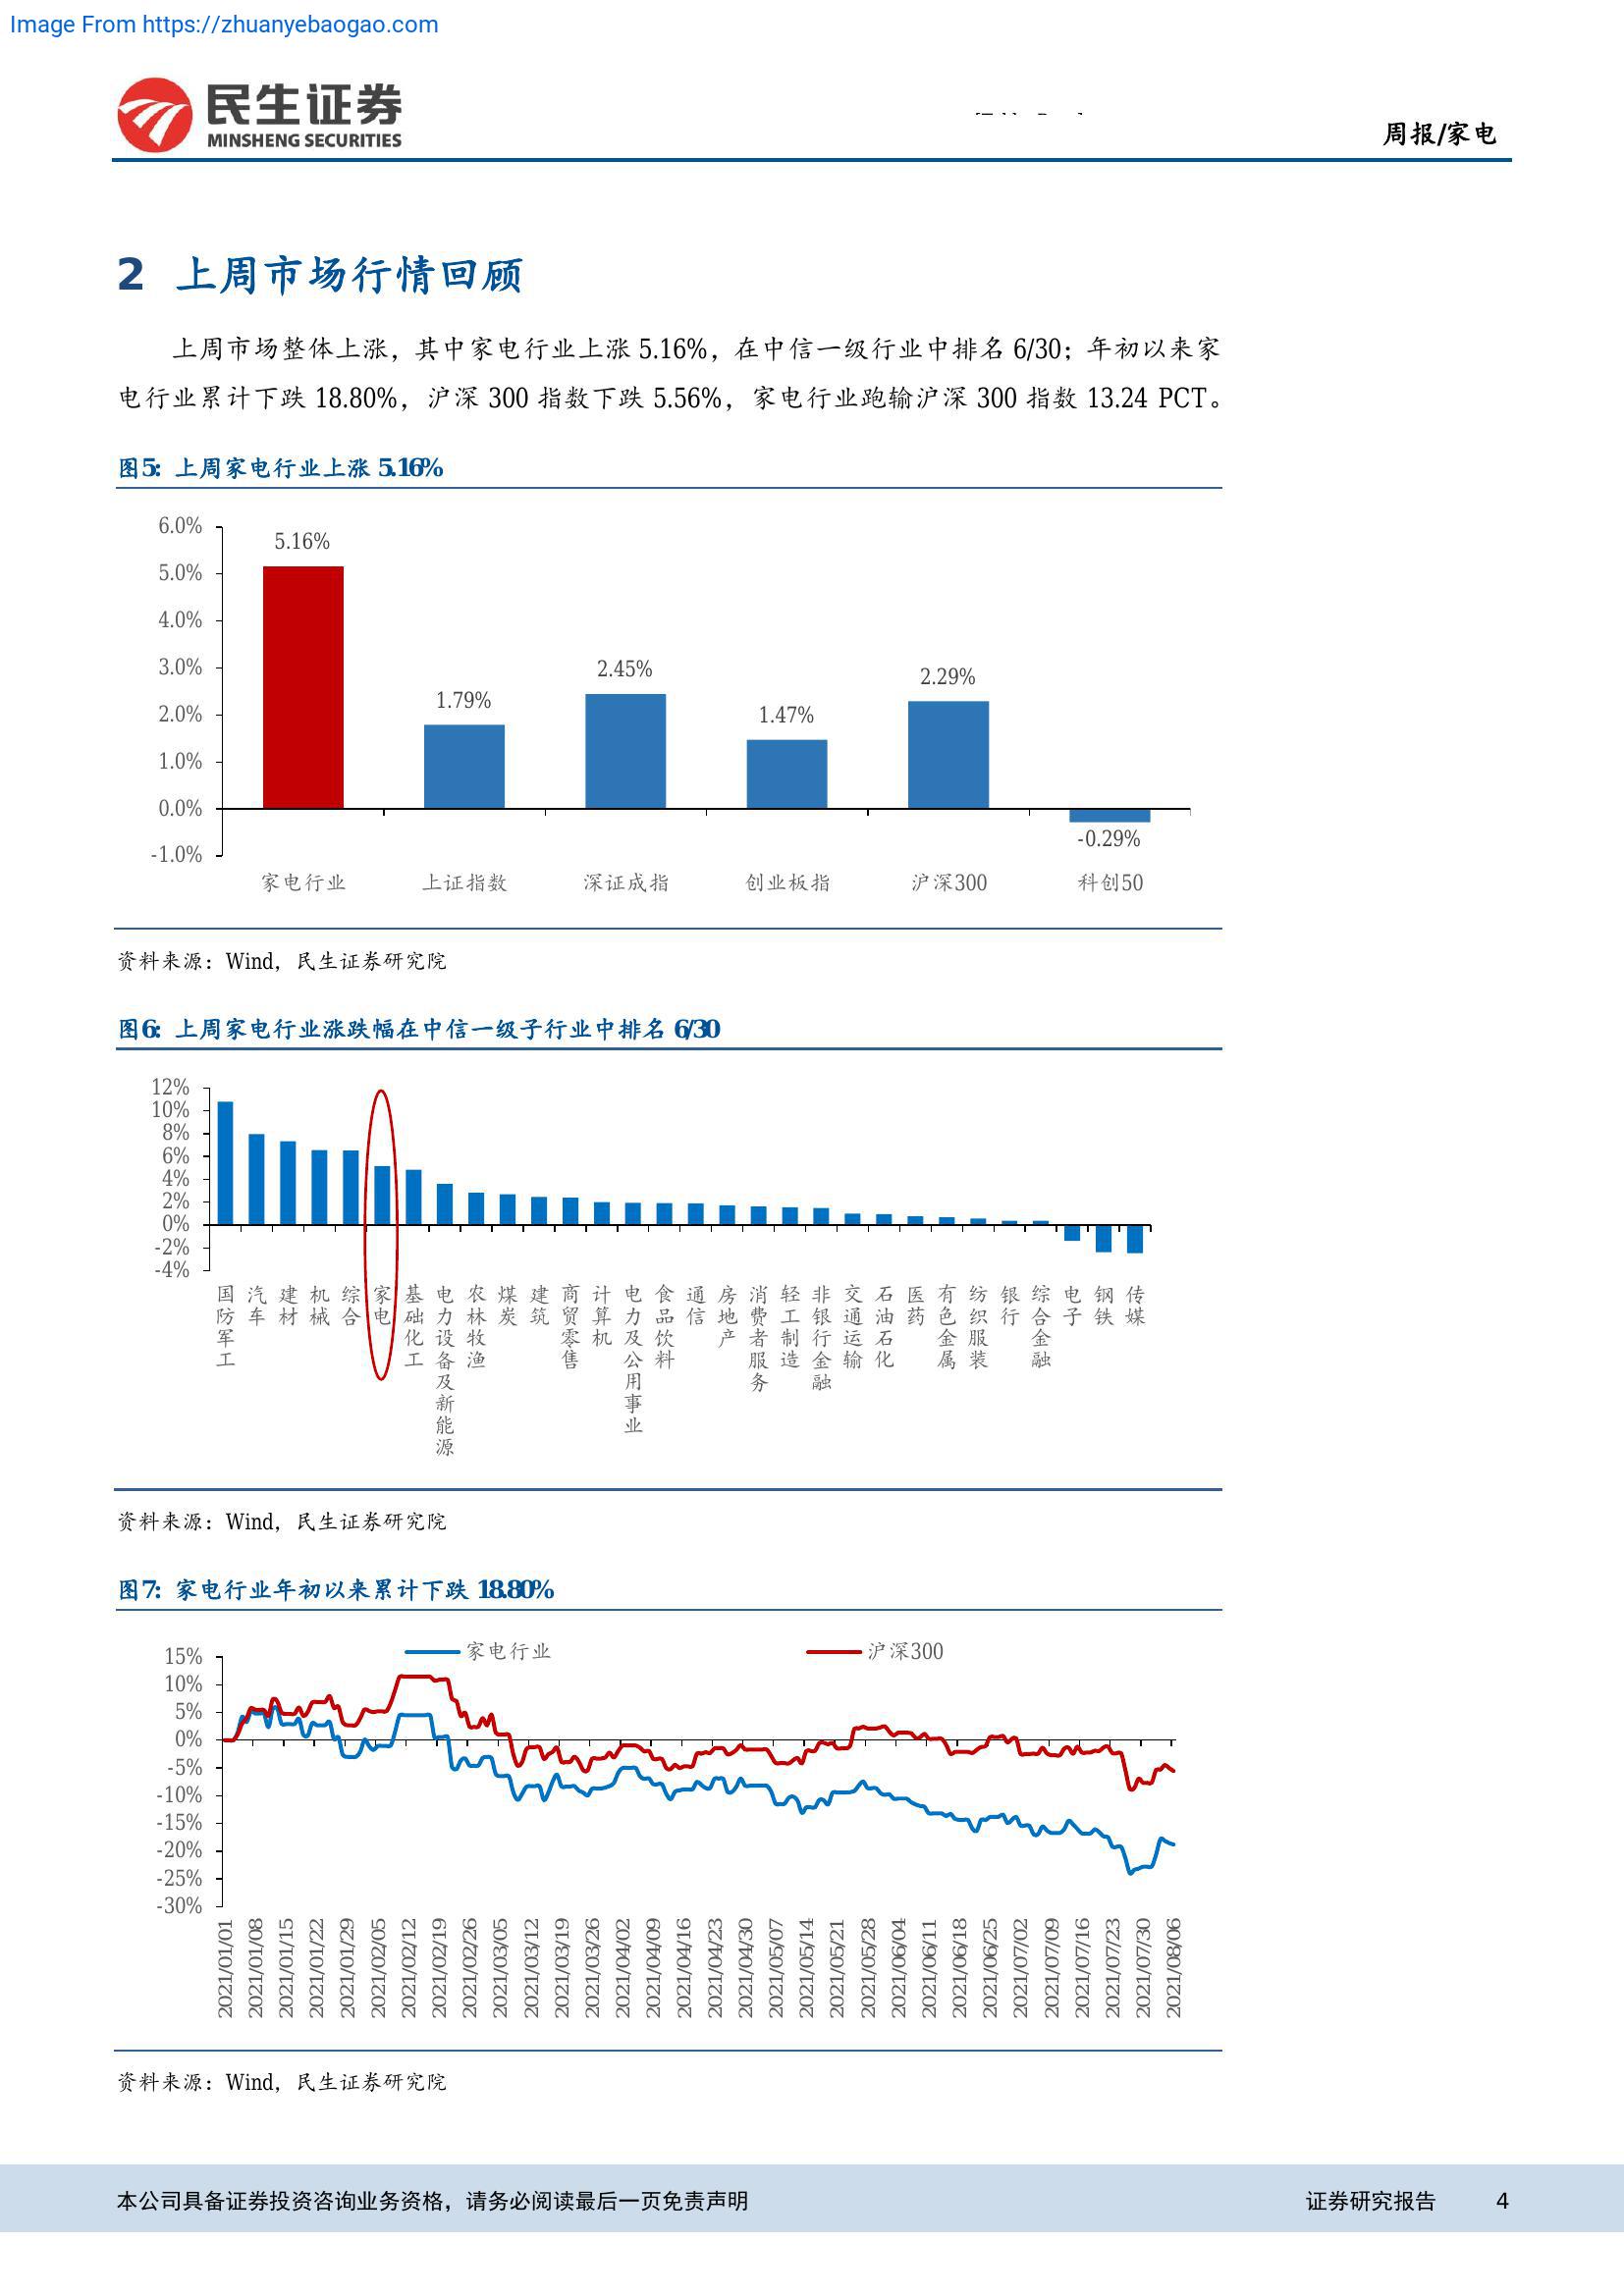 Image From https://zhuanyebaogao.com
民生证券
MINSHENG SECURITIES
周报/家电
2 上周市场行情回顾
上周市场整体上涨，其中家电行业上涨 5.16%，在中信一级行业中排名 6/30；年初以来家
电行业累计下跌 18.80%，沪深 300 指数下跌 5.56%，家电行业跑输沪深 300 指数 13.24 PCT。
图5: 上周家电行业上涨 5.16%
6.0%
5.0%
4.0%
3.0%
2.0%
1.0%
0.0%
-1.0%
5.16%
1.79%
2.45%
1.47%
2.29%
-0.29%
家电行业 上证指数 深证成指 创业板指 沪深300 科创50
资料来源：Wind，民生证券研究院
图6: 上周家电行业涨跌幅在中信一级子行业中排名 6/30
12%
10%
8%
6%
4%
2%
0%
-2%
-4%
国防军工
汽车
建材
机械
综合
家电
基础化工
电力设备及新能源
农林牧渔
煤炭
建筑
商贸零售
计算机
电力及公用事业
食品饮料
通信
房地产
消费者服务
轻工制造
非银行金融
交通运输
石油石化
医药
有色金属
纺织服装
银行
综合金融
电子
钢铁
传媒
资料来源：Wind，民生证券研究院
图7: 家电行业年初以来累计下跌 18.80%
家电行业 沪深300
15%
10%
5%
0%
-5%
-10%
-15%
-20%
-25%
-30%
2021/01/01
2021/01/08
2021/01/15
2021/01/22
2021/01/29
2021/02/05
2021/02/12
2021/02/19
2021/02/26
2021/03/05
2021/03/12
2021/03/19
2021/03/26
2021/04/02
2021/04/09
2021/04/16
2021/04/23
2021/04/30
2021/05/07
2021/05/14
2021/05/21
2021/05/28
2021/06/04
2021/06/11
2021/06/18
2021/06/25
2021/07/02
2021/07/09
2021/07/16
2021/07/23
2021/07/30
2021/08/06
资料来源：Wind，民生证券研究院
本公司具备证券投资咨询业务资格，请务必阅读最后一页免责声明 证券研究报告 4